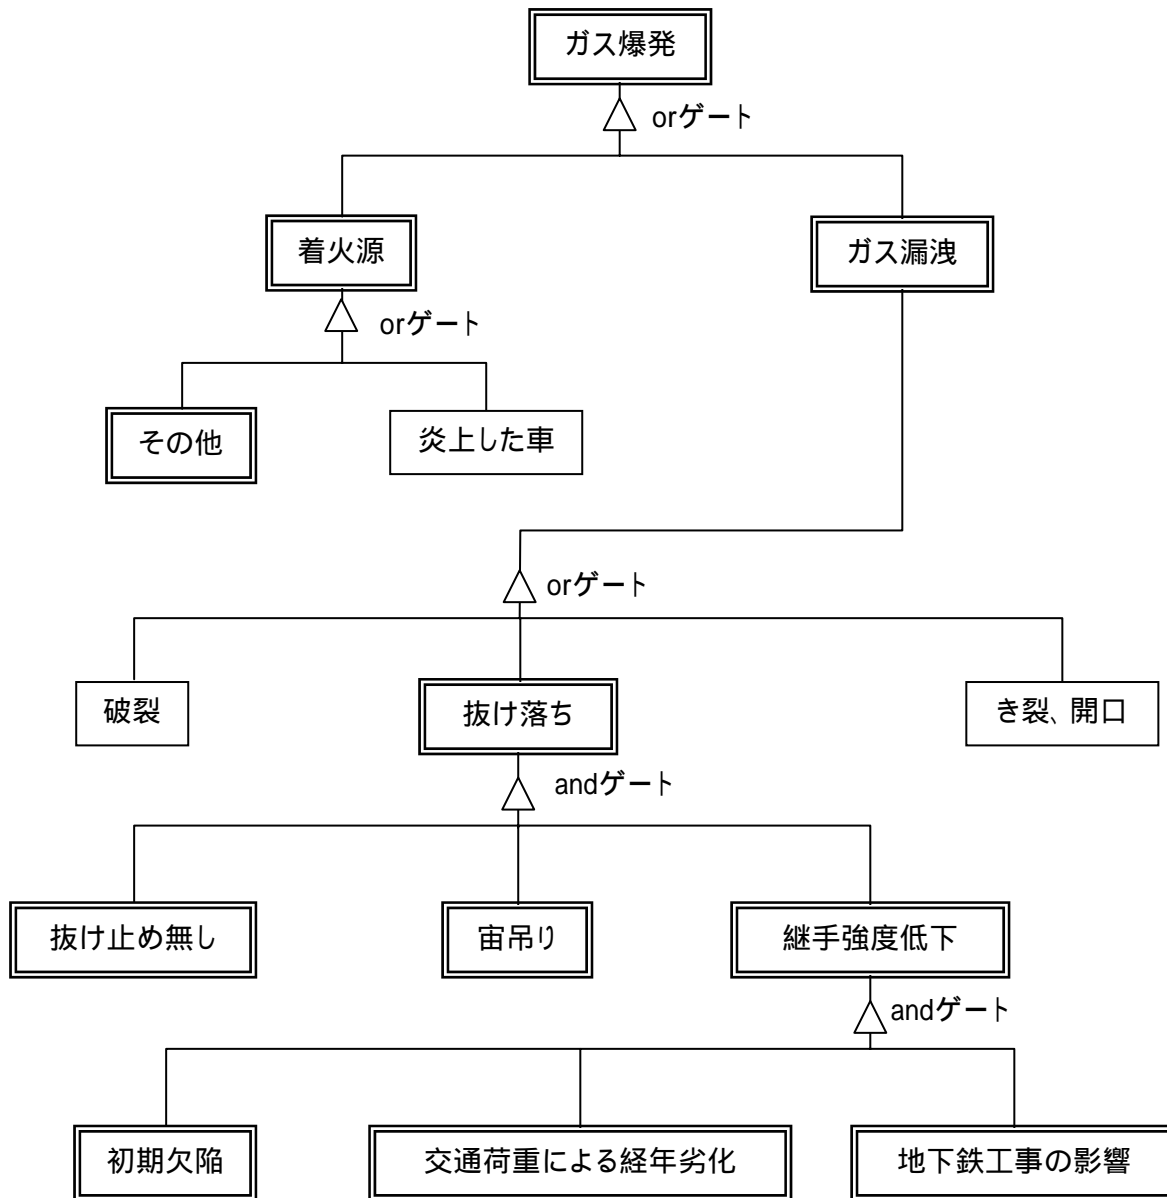 ガス爆発
orゲート
着火源
ガス漏洩
orゲート
その他
炎上した車
orゲート
破裂
抜け落ち
き裂、開口
andゲート
抜け止め無し
宙吊り
継手強度低下
andゲート
初期欠陥
交通荷重による経年劣化
地下鉄工事の影響